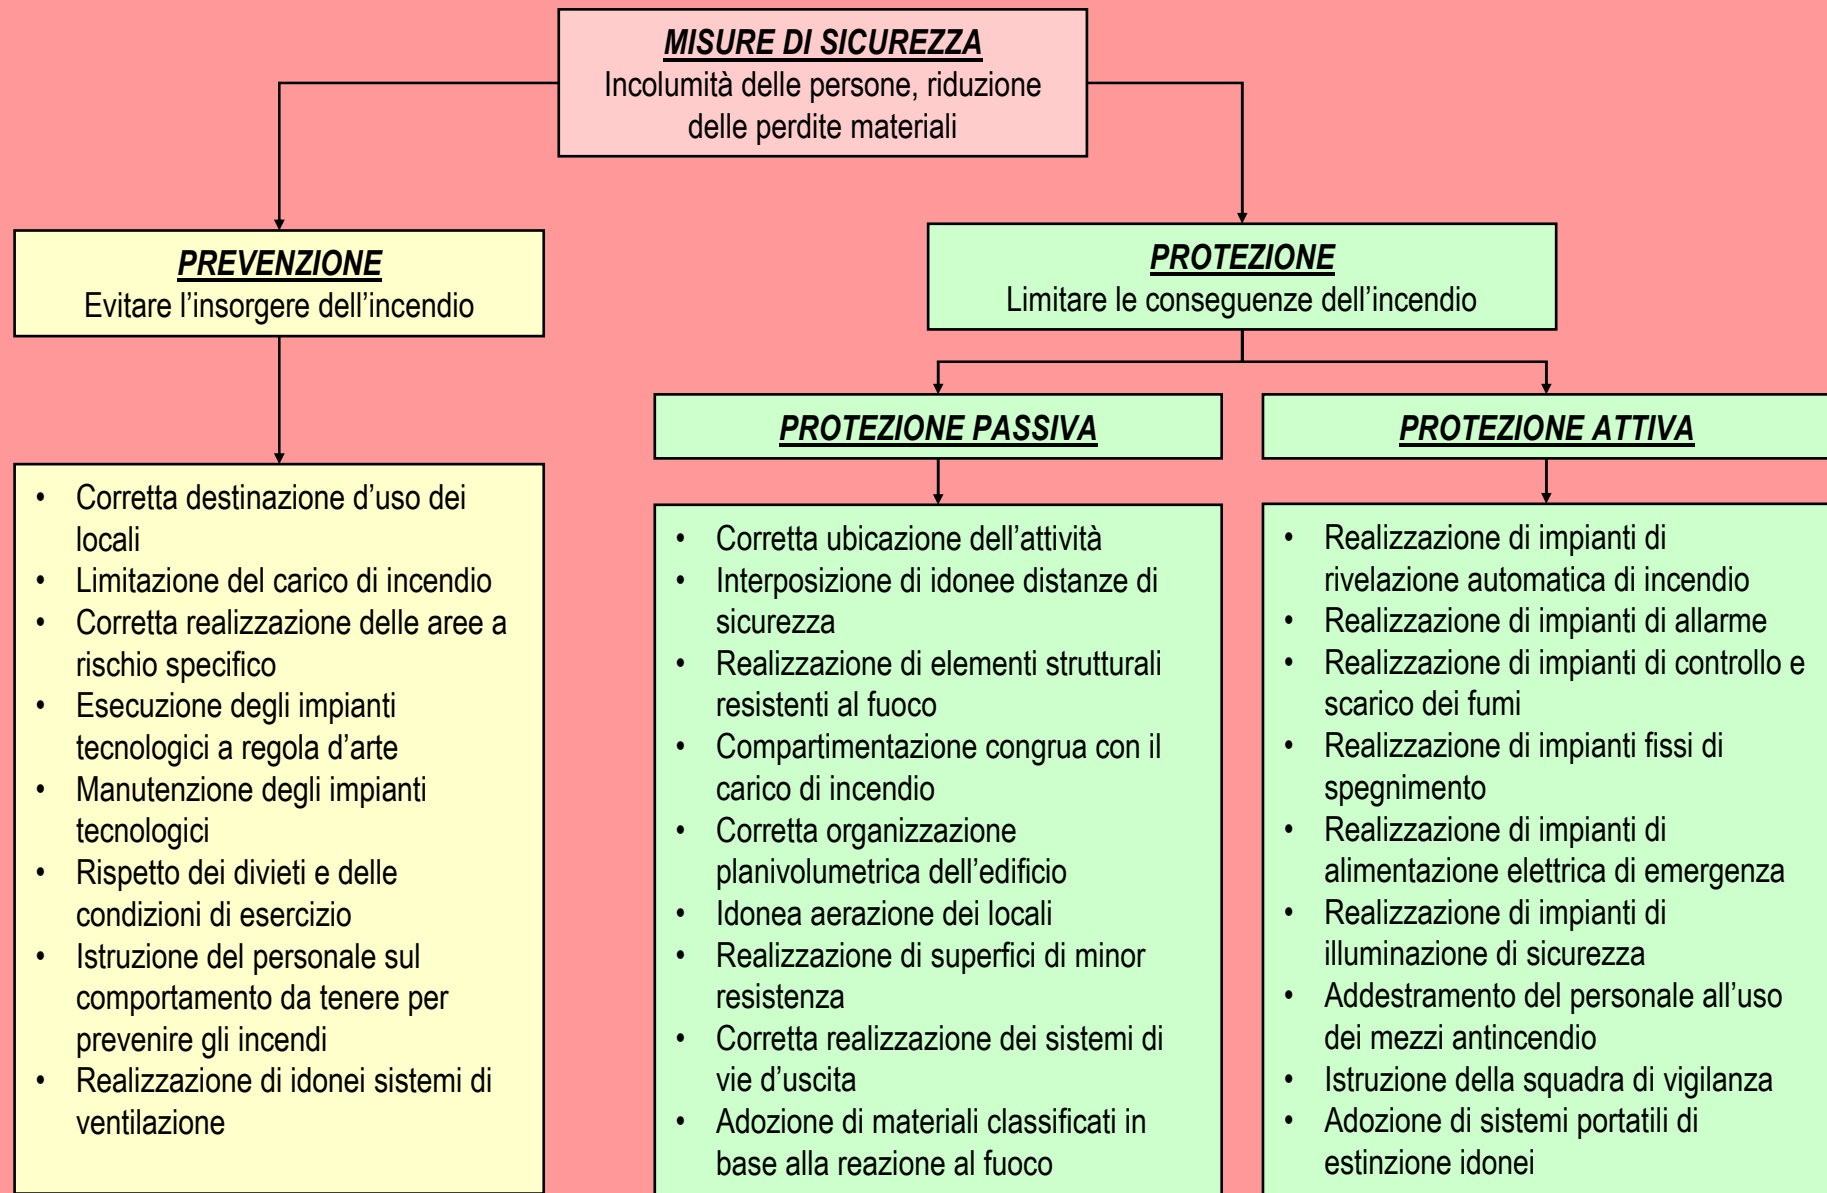 MISURE DI SICUREZZA
Incolumità delle persone, riduzione
delle perdite materiali
PREVENZIONE
Evitare l’insorgere dell’incendio
PROTEZIONE
Limitare le conseguenze dell’incendio
PROTEZIONE PASSIVA
PROTEZIONE ATTIVA
• Corretta destinazione d’uso dei
locali
• Limitazione del carico di incendio
• Corretta realizzazione delle aree a
rischio specifico
• Esecuzione degli impianti
tecnologici a regola d’arte
• Manutenzione degli impianti
tecnologici
• Rispetto dei divieti e delle
condizioni di esercizio
• Istruzione del personale sul
comportamento da tenere per
prevenire gli incendi
• Realizzazione di idonei sistemi di
ventilazione
• Corretta ubicazione dell’attività
• Interposizione di idonee distanze di
sicurezza
• Realizzazione di elementi strutturali
resistenti al fuoco
• Compartimentazione congrua con il
carico di incendio
• Corretta organizzazione
planivolumetrica dell’edificio
• Idonea aerazione dei locali
• Realizzazione di superfici di minor
resistenza
• Corretta realizzazione dei sistemi di
vie d’uscita
• Adozione di materiali classificati in
base alla reazione al fuoco
• Realizzazione di impianti di
rivelazione automatica di incendio
• Realizzazione di impianti di allarme
• Realizzazione di impianti di controllo e
scarico dei fumi
• Realizzazione di impianti fissi di
spegnimento
• Realizzazione di impianti di
alimentazione elettrica di emergenza
• Realizzazione di impianti di
illuminazione di sicurezza
• Addestramento del personale all’uso
dei mezzi antincendio
• Istruzione della squadra di vigilanza
• Adozione di sistemi portatili di
estinzione idonei